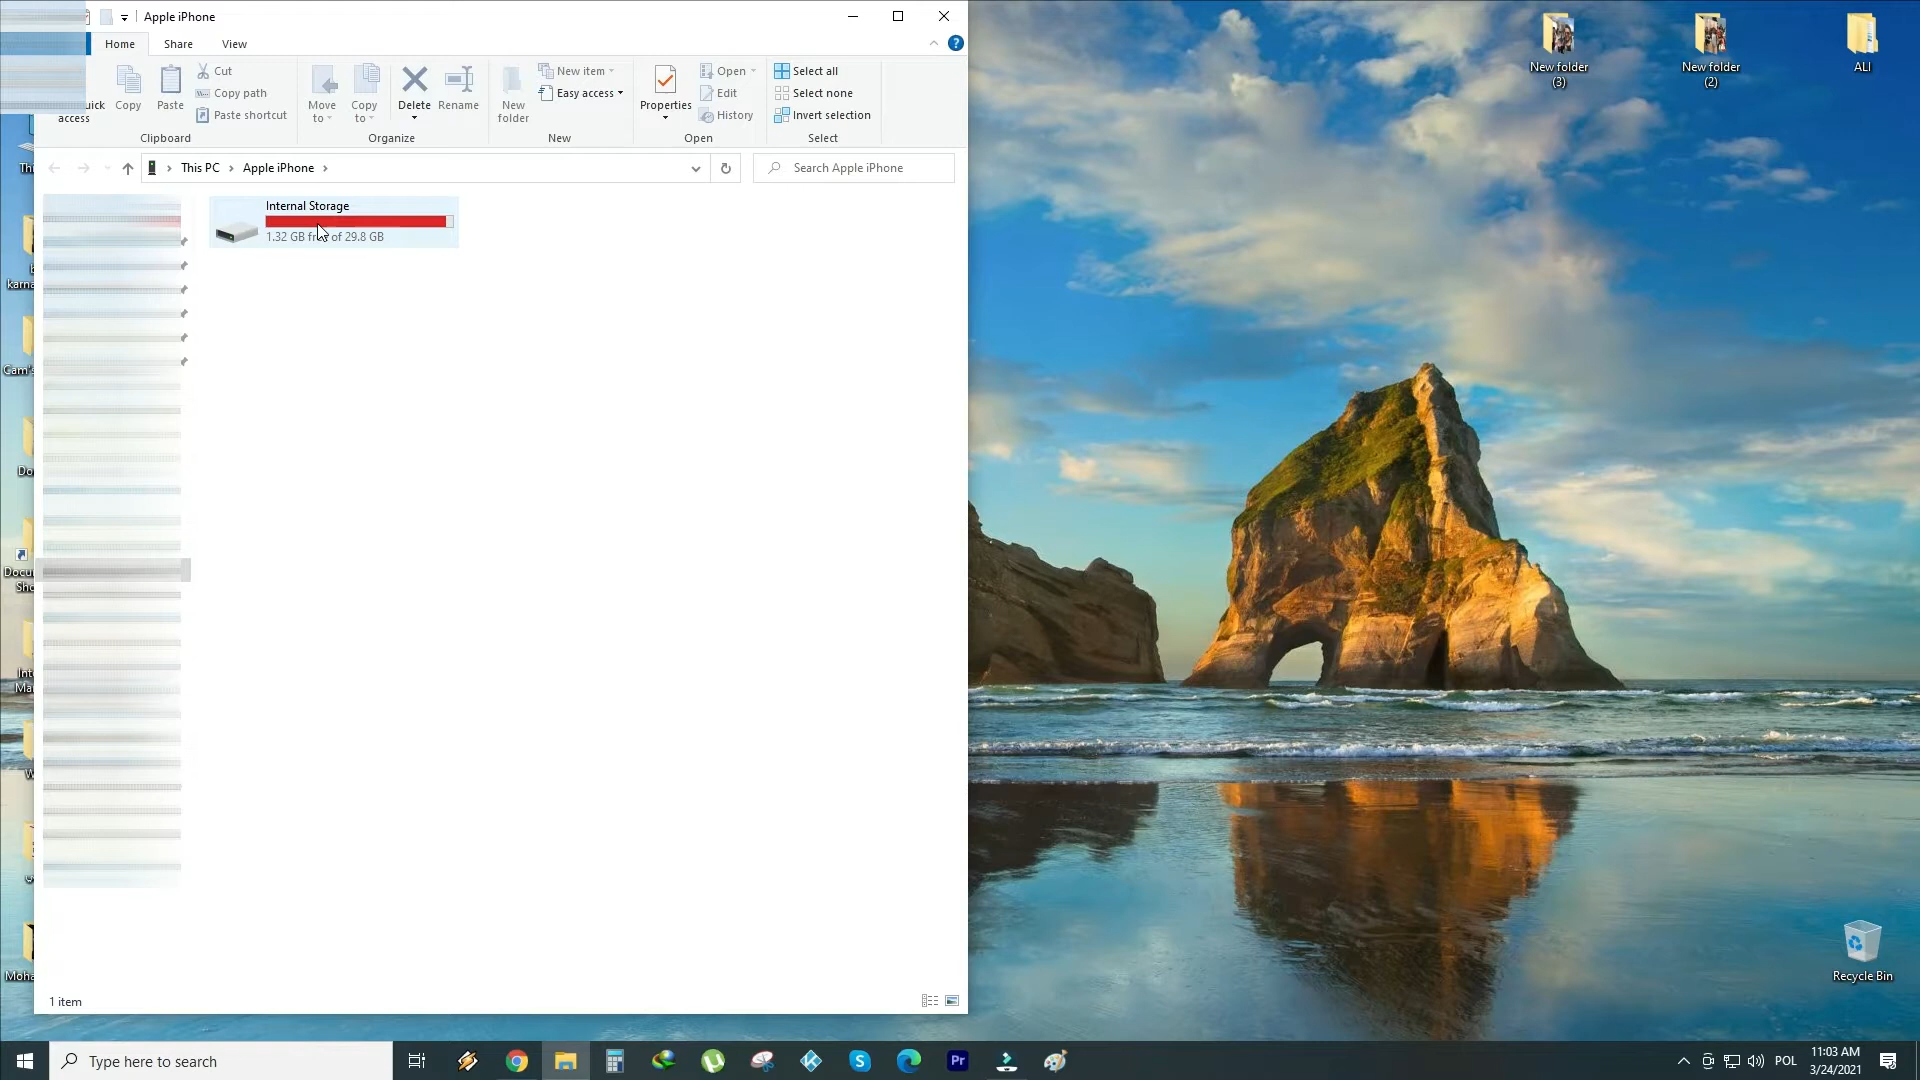 Apple iPhone
Home
Share
View
access
Copy
Paste
Cut
Copy path
Paste shortcut
Clipboard
Move to
Copy to
Delete
Rename
Organize
New folder
New item
Easy access
New
Properties
Open
Edit
History
Open
Select all
Select none
Invert selection
Select
This PC
Apple iPhone
Search Apple iPhone
Internal Storage
1.32 GB of 29.8 GB
1 item
New folder
(3)
New folder
(2)
ALI
Recycle Bin
Type here to search
Pr
POL
11:03 AM
3/24/2021